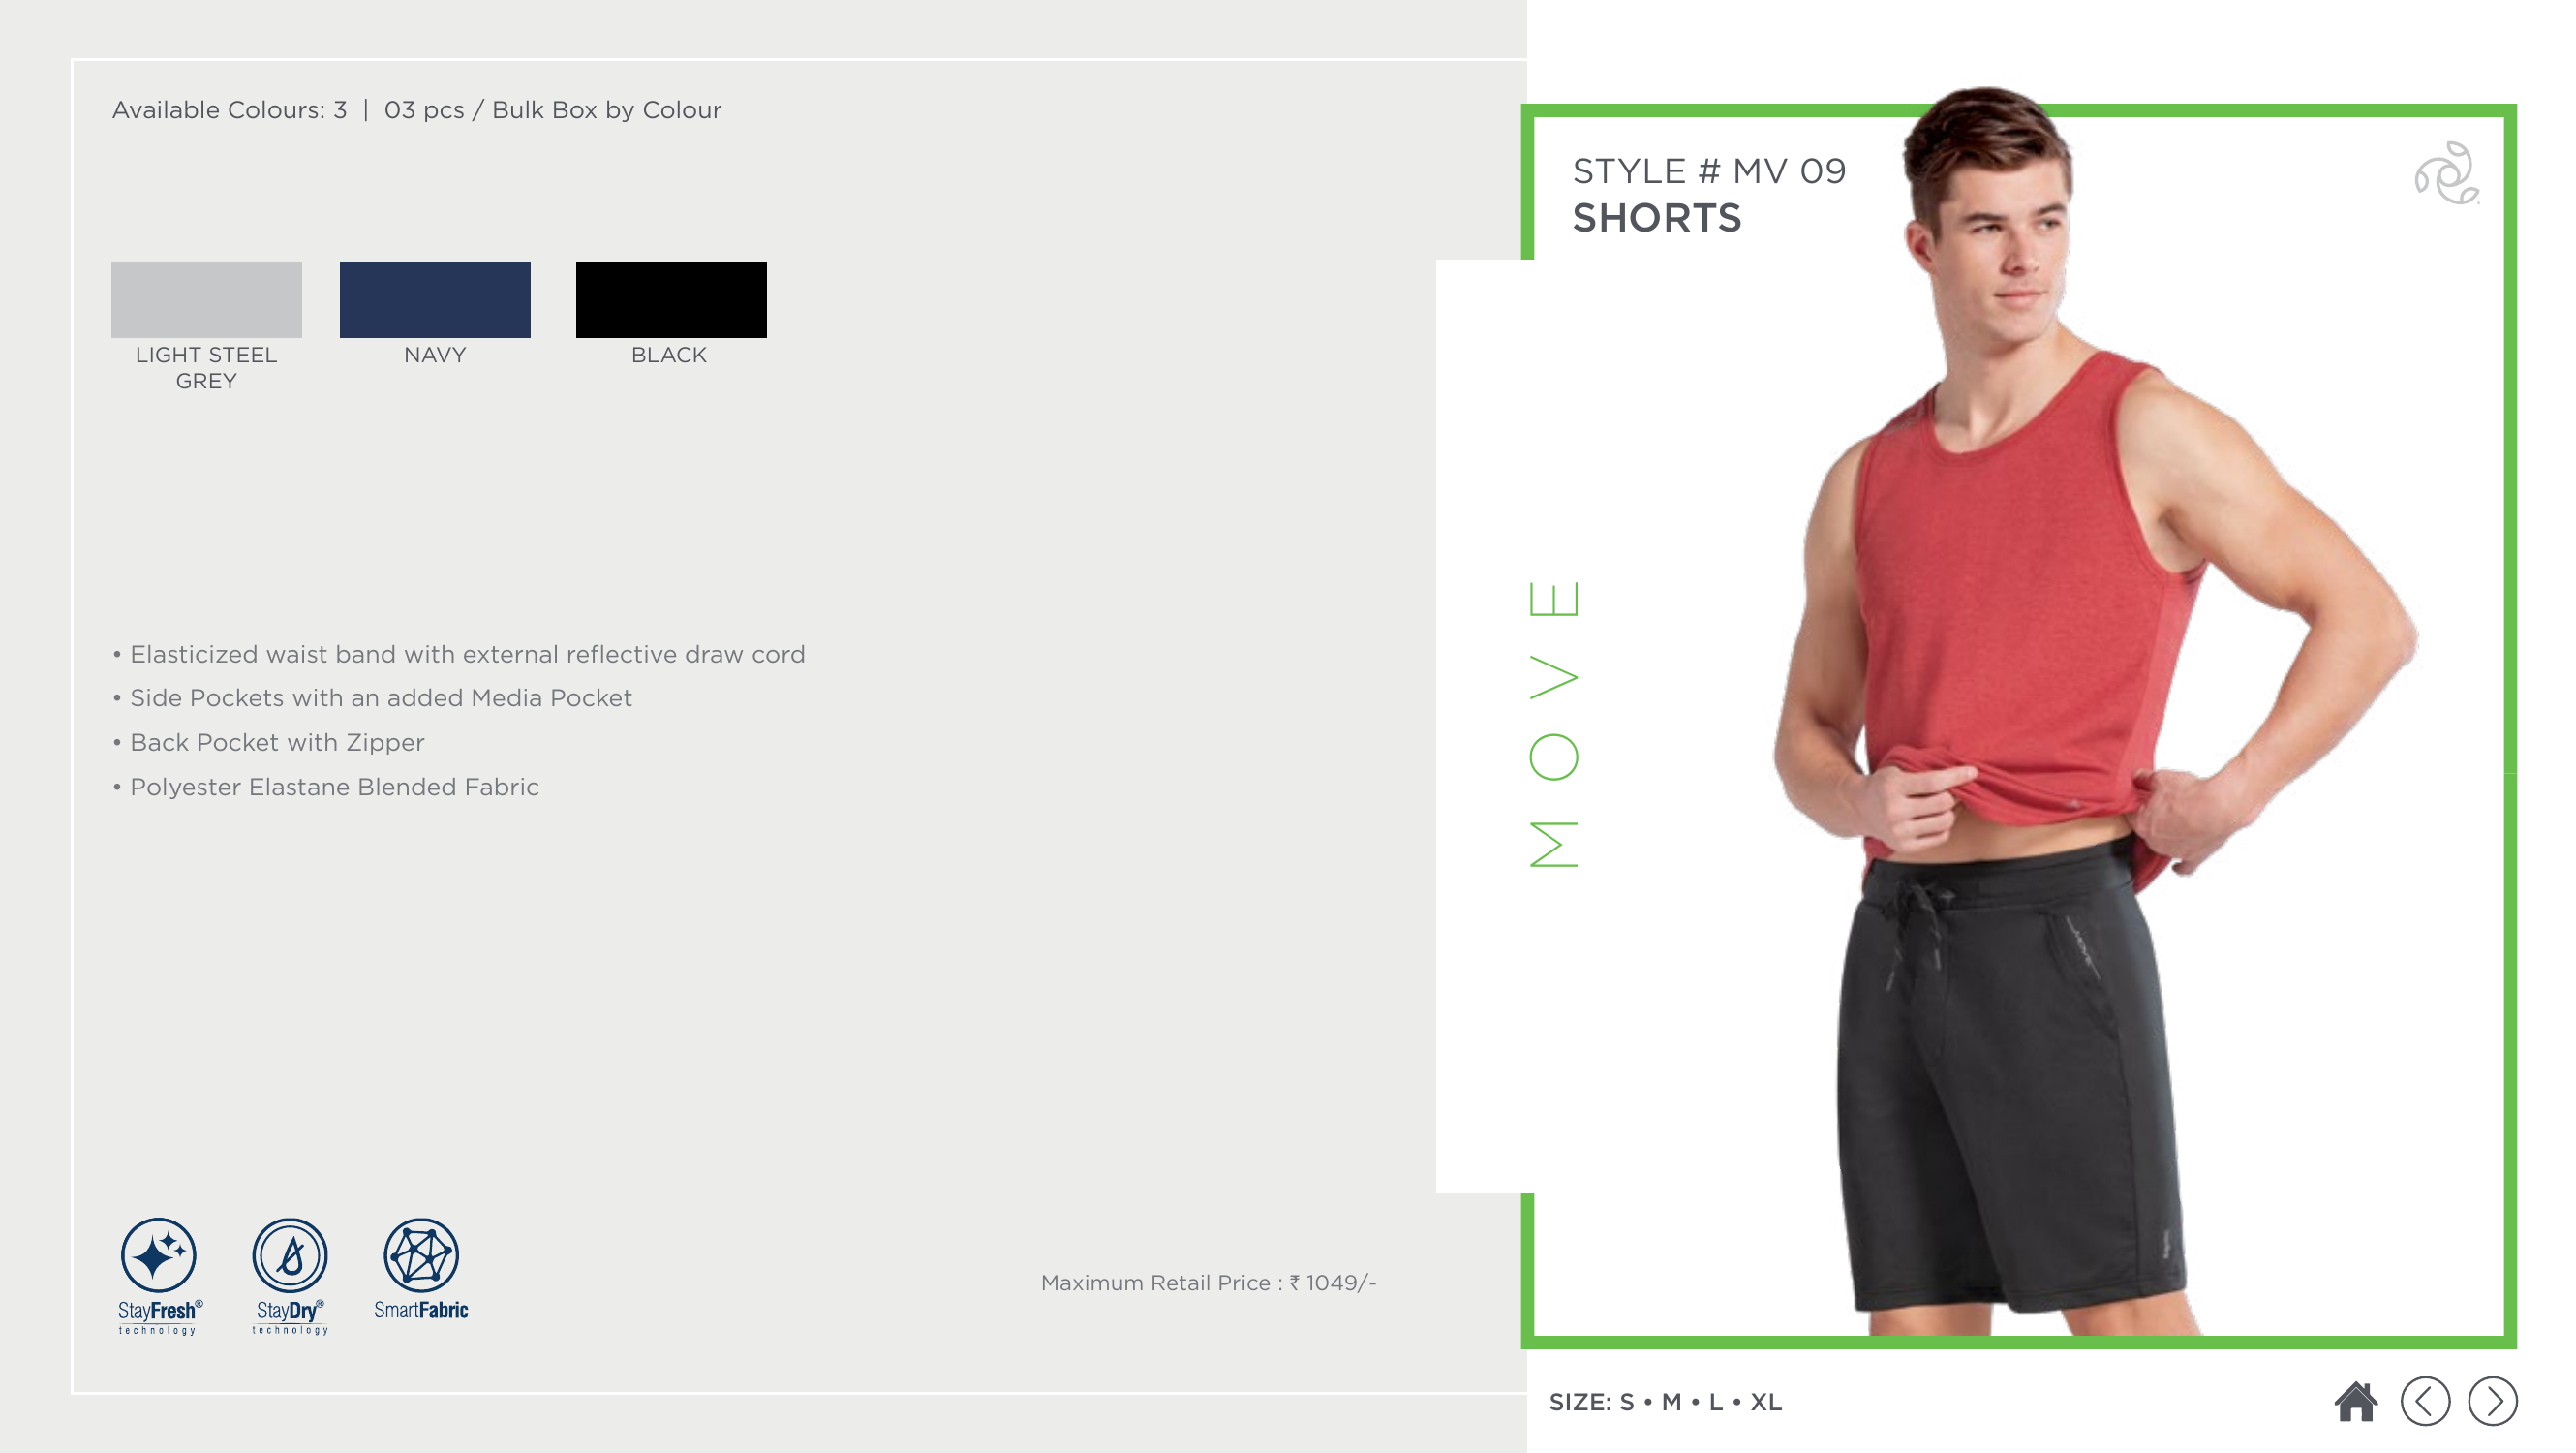 Available Colours: 3 | 03 pcs / Bulk Box by Colour
LIGHT STEEL
GREY
NAVY
BLACK
• Elasticized waist band with external reflective draw cord
• Side Pockets with an added Media Pocket
• Back Pocket with Zipper
• Polyester Elastane Blended Fabric
StayFresh®
technology
StayDry®
technology
SmartFabric
Maximum Retail Price : ₹ 1049/-
STYLE # MV 09
SHORTS
MOVE
MOVE
SIZE: S • M • L • XL